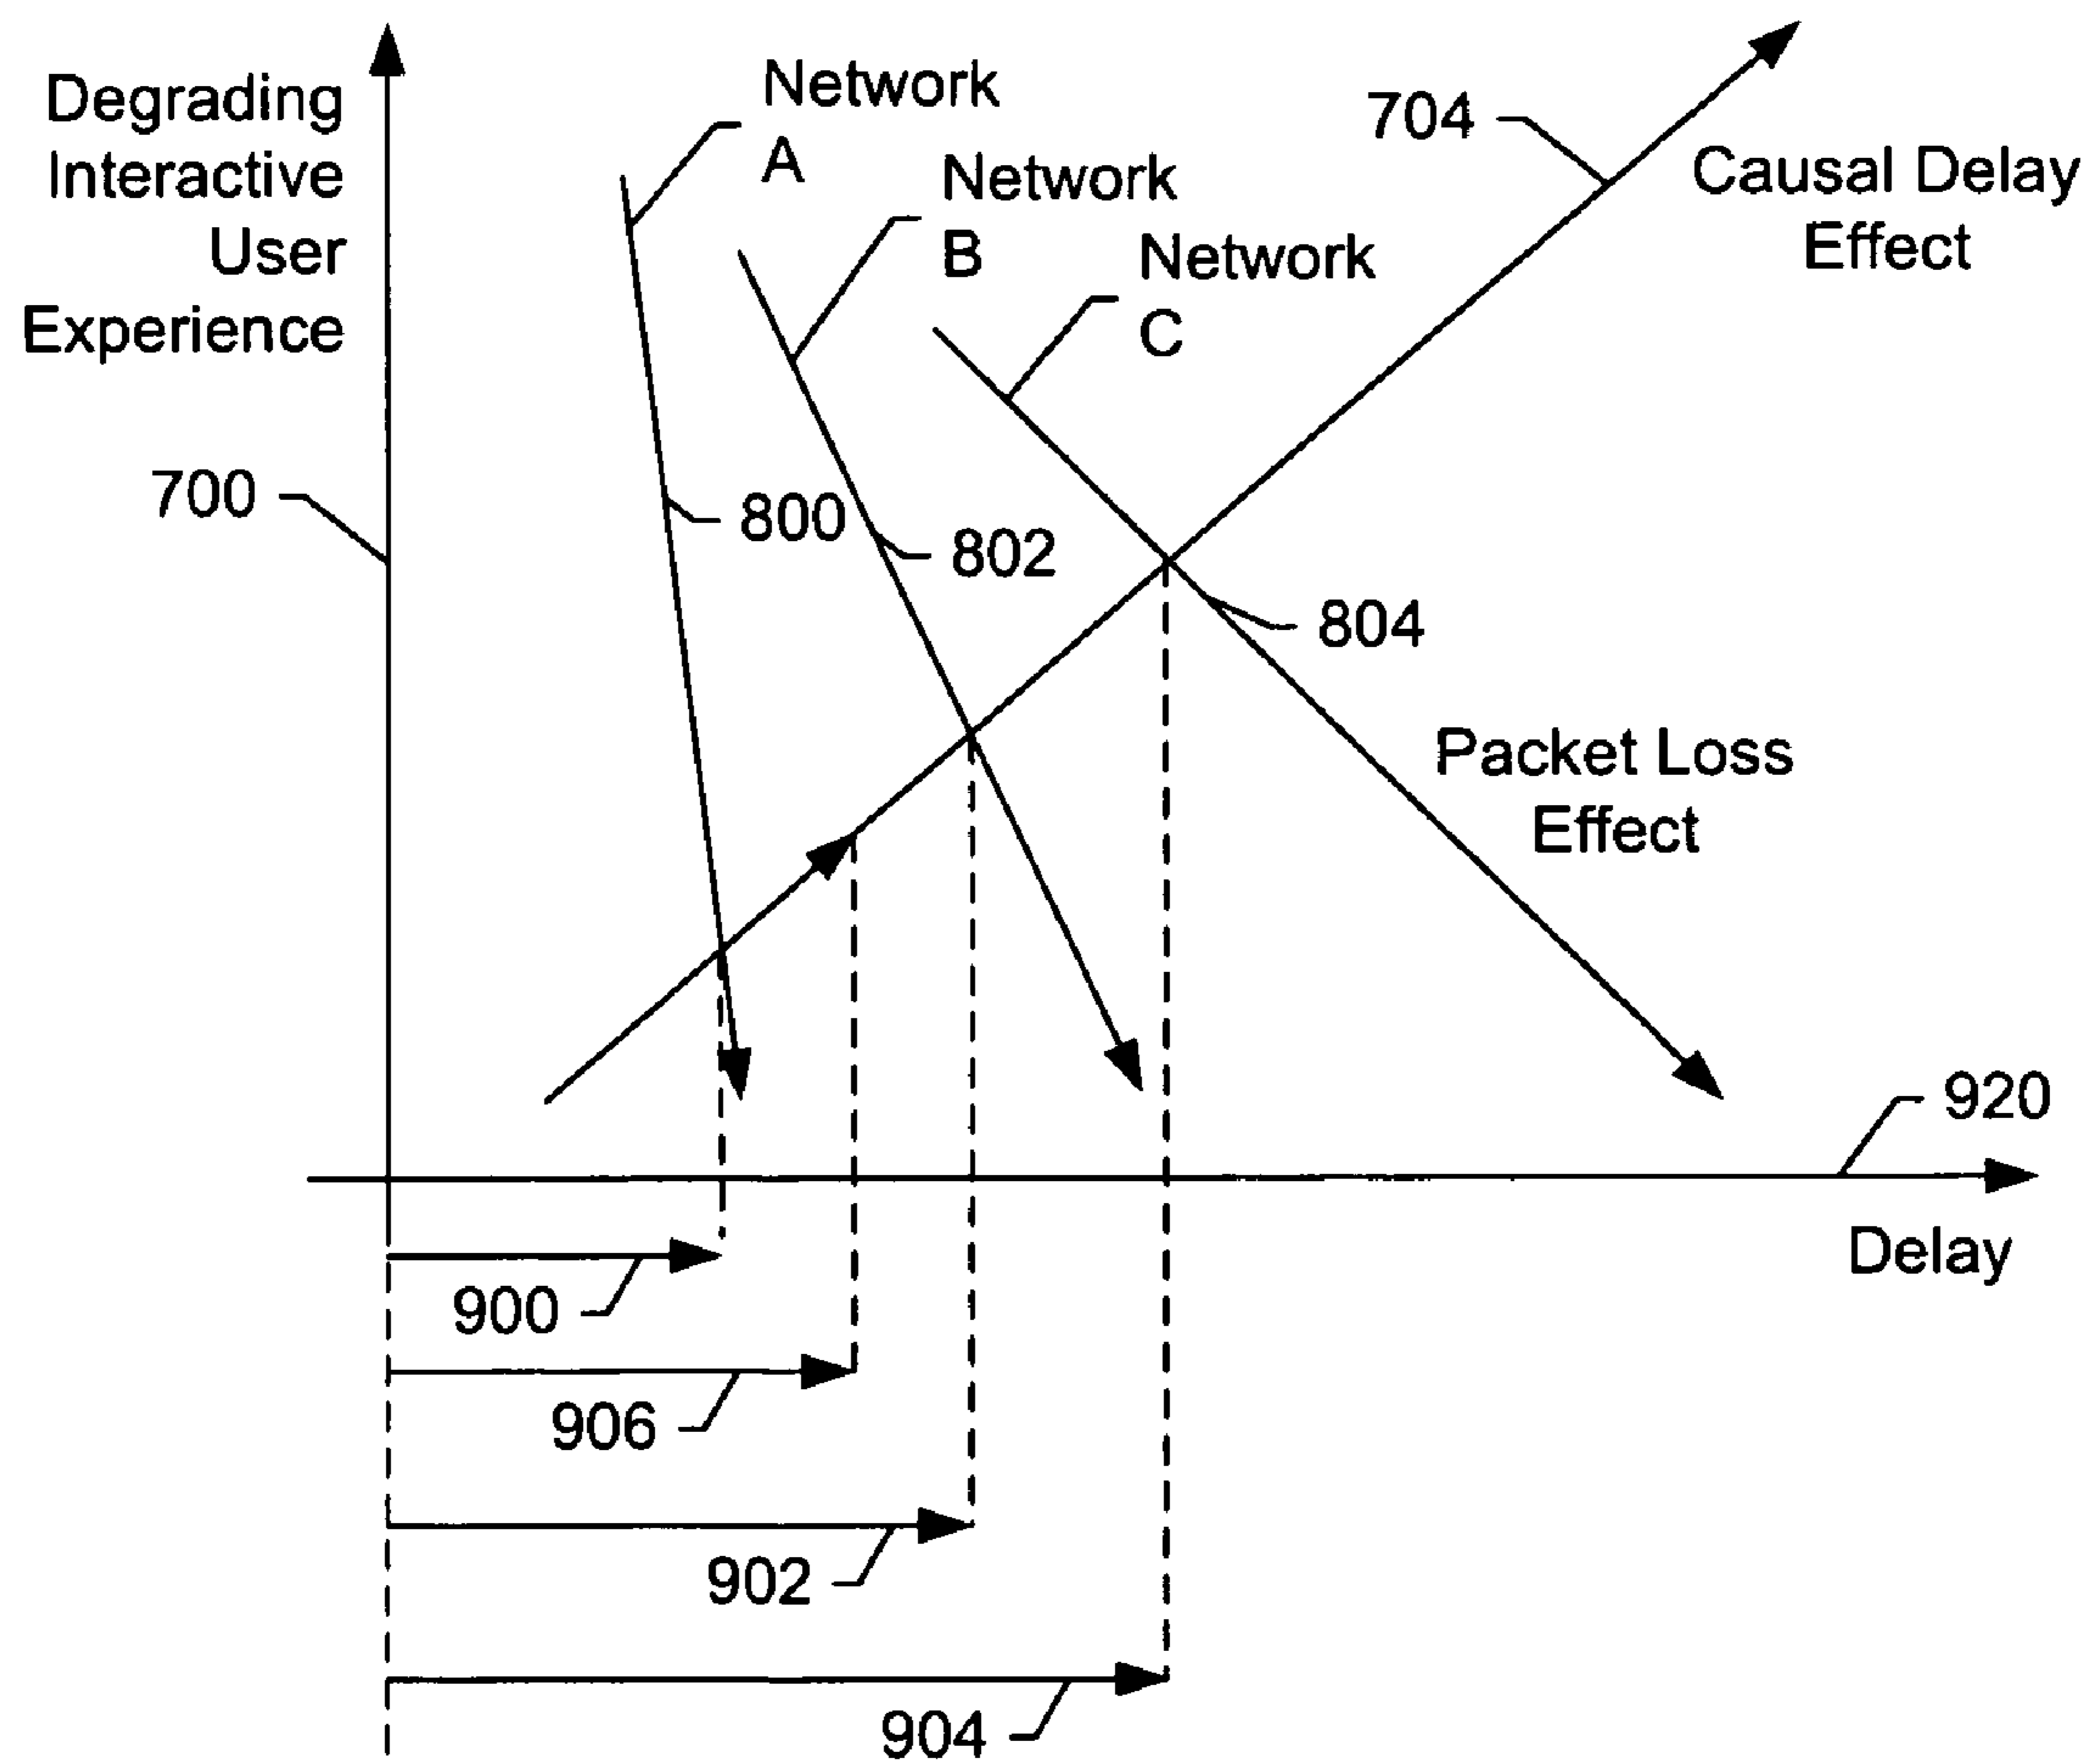 Degrading
Interactive
User
Experience
Network
A
Network
B
Network
C
704
Causal Delay
Effect
700
800
802
804
Packet Loss
Effect
920
Delay
900
906
902
904